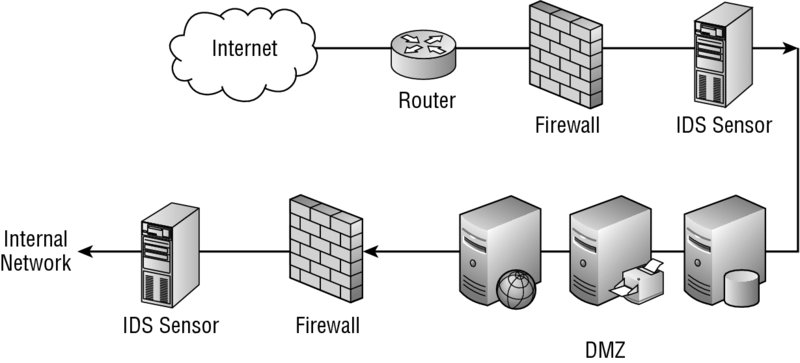 Internet
Router
Firewall
IDS Sensor
Internal
Network
IDS Sensor
Firewall
DMZ